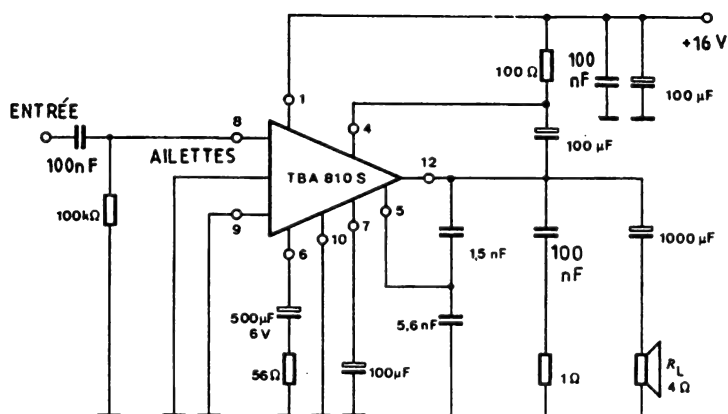 +16 V
100Ω
100
nF
100 µF
1
ENTRÉE
8
4
100nF
AILETTES
100 µF
TBA 810 S
12
100kΩ
9
6
10
7
5
1,5 nF
100
nF
1000 µF
500µF
6V
5,6 nF
56Ω
100µF
1Ω
RL
4Ω